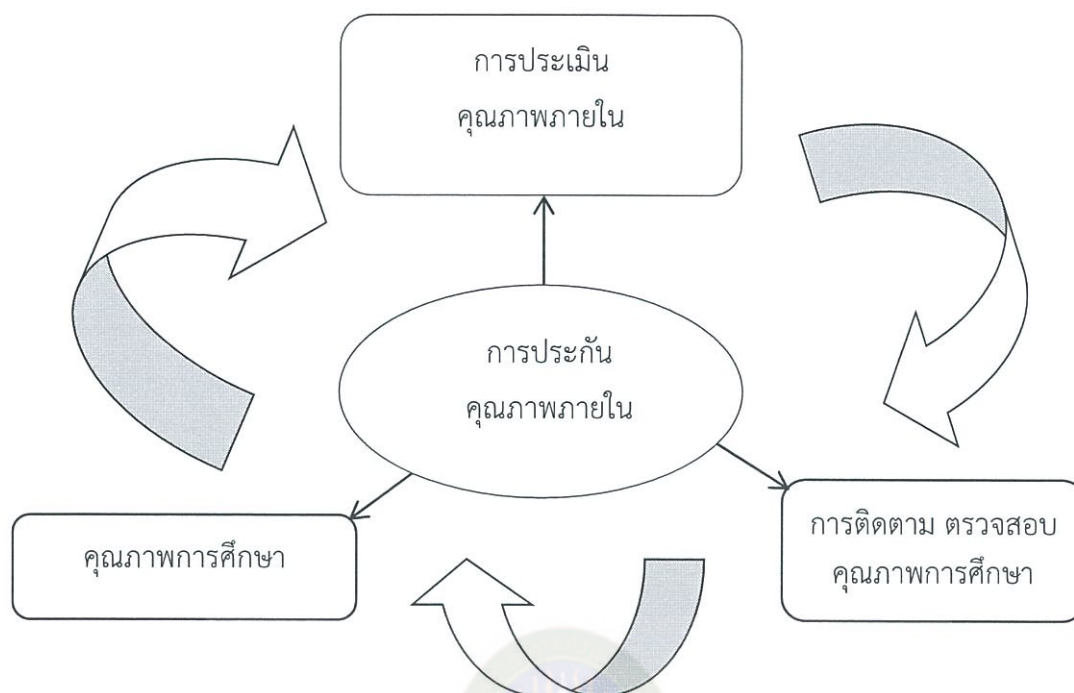 การประเมิน
คุณภาพภายใน
การประกัน
คุณภาพภายใน
คุณภาพการศึกษา
การติดตาม ตรวจสอบ
คุณภาพการศึกษา